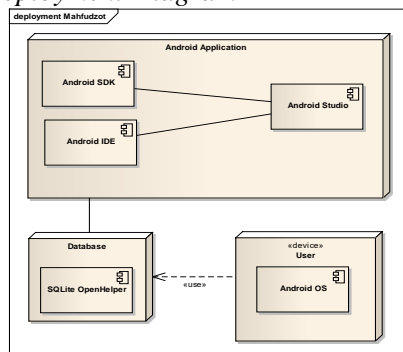 deployment Mahfudzot
Android Application
Android SDK
Android Studio
Android IDE
Database
SQLite OpenHelper
«use»
«device»
User
Android OS